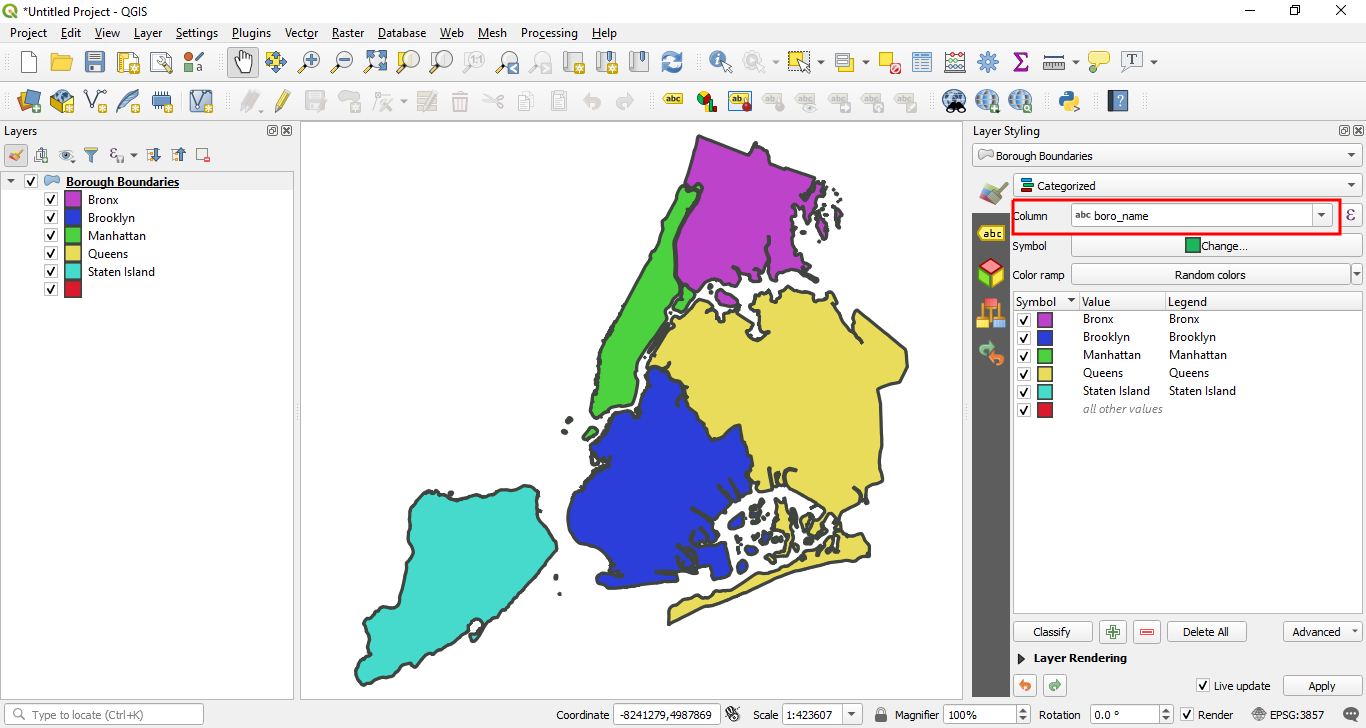 *Untitled Project - QGIS
Project Edit View Layer Settings Plugins Vector Raster Database Web Mesh Processing Help
abc abc
Layers
Layer Styling
Borough Boundaries
Borough Boundaries
Bronx
Brooklyn
Manhattan
Queens
Staten Island
Categorized
Column abc boro_name ε
abc
Symbol Change...
Color ramp Random colors
Symbol Value Legend
Bronx Bronx
Brooklyn Brooklyn
Manhattan Manhattan
Queens Queens
Staten Island Staten Island
all other values
Classify Delete All Advanced
Layer Rendering
Live update Apply
Type to locate (Ctrl+K) Coordinate -8241279,4987869 Scale 1:423607 Magnifier 100% Rotation 0.0 ° Render EPSG:3857